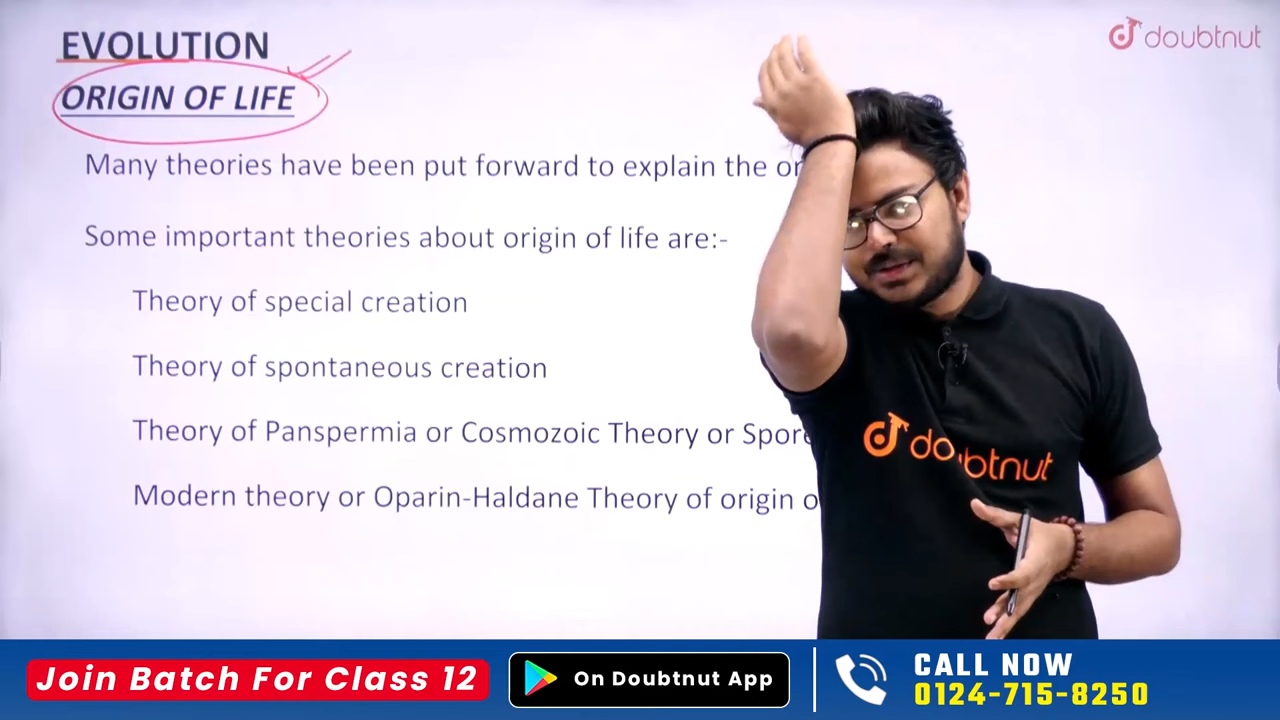 EVOLUTION
ORIGIN OF LIFE
doubtnut
Many theories have been put forward to explain the
Some important theories about origin of life are:-
Theory of special creation
Theory of spontaneous creation
Theory of Panspermia or Cosmozoic Theory or
Modern theory or Oparin-Haldane Theory of origin
doubtnut
Join Batch For Class 12
On Doubtnut App
CALL NOW
0124-715-8250